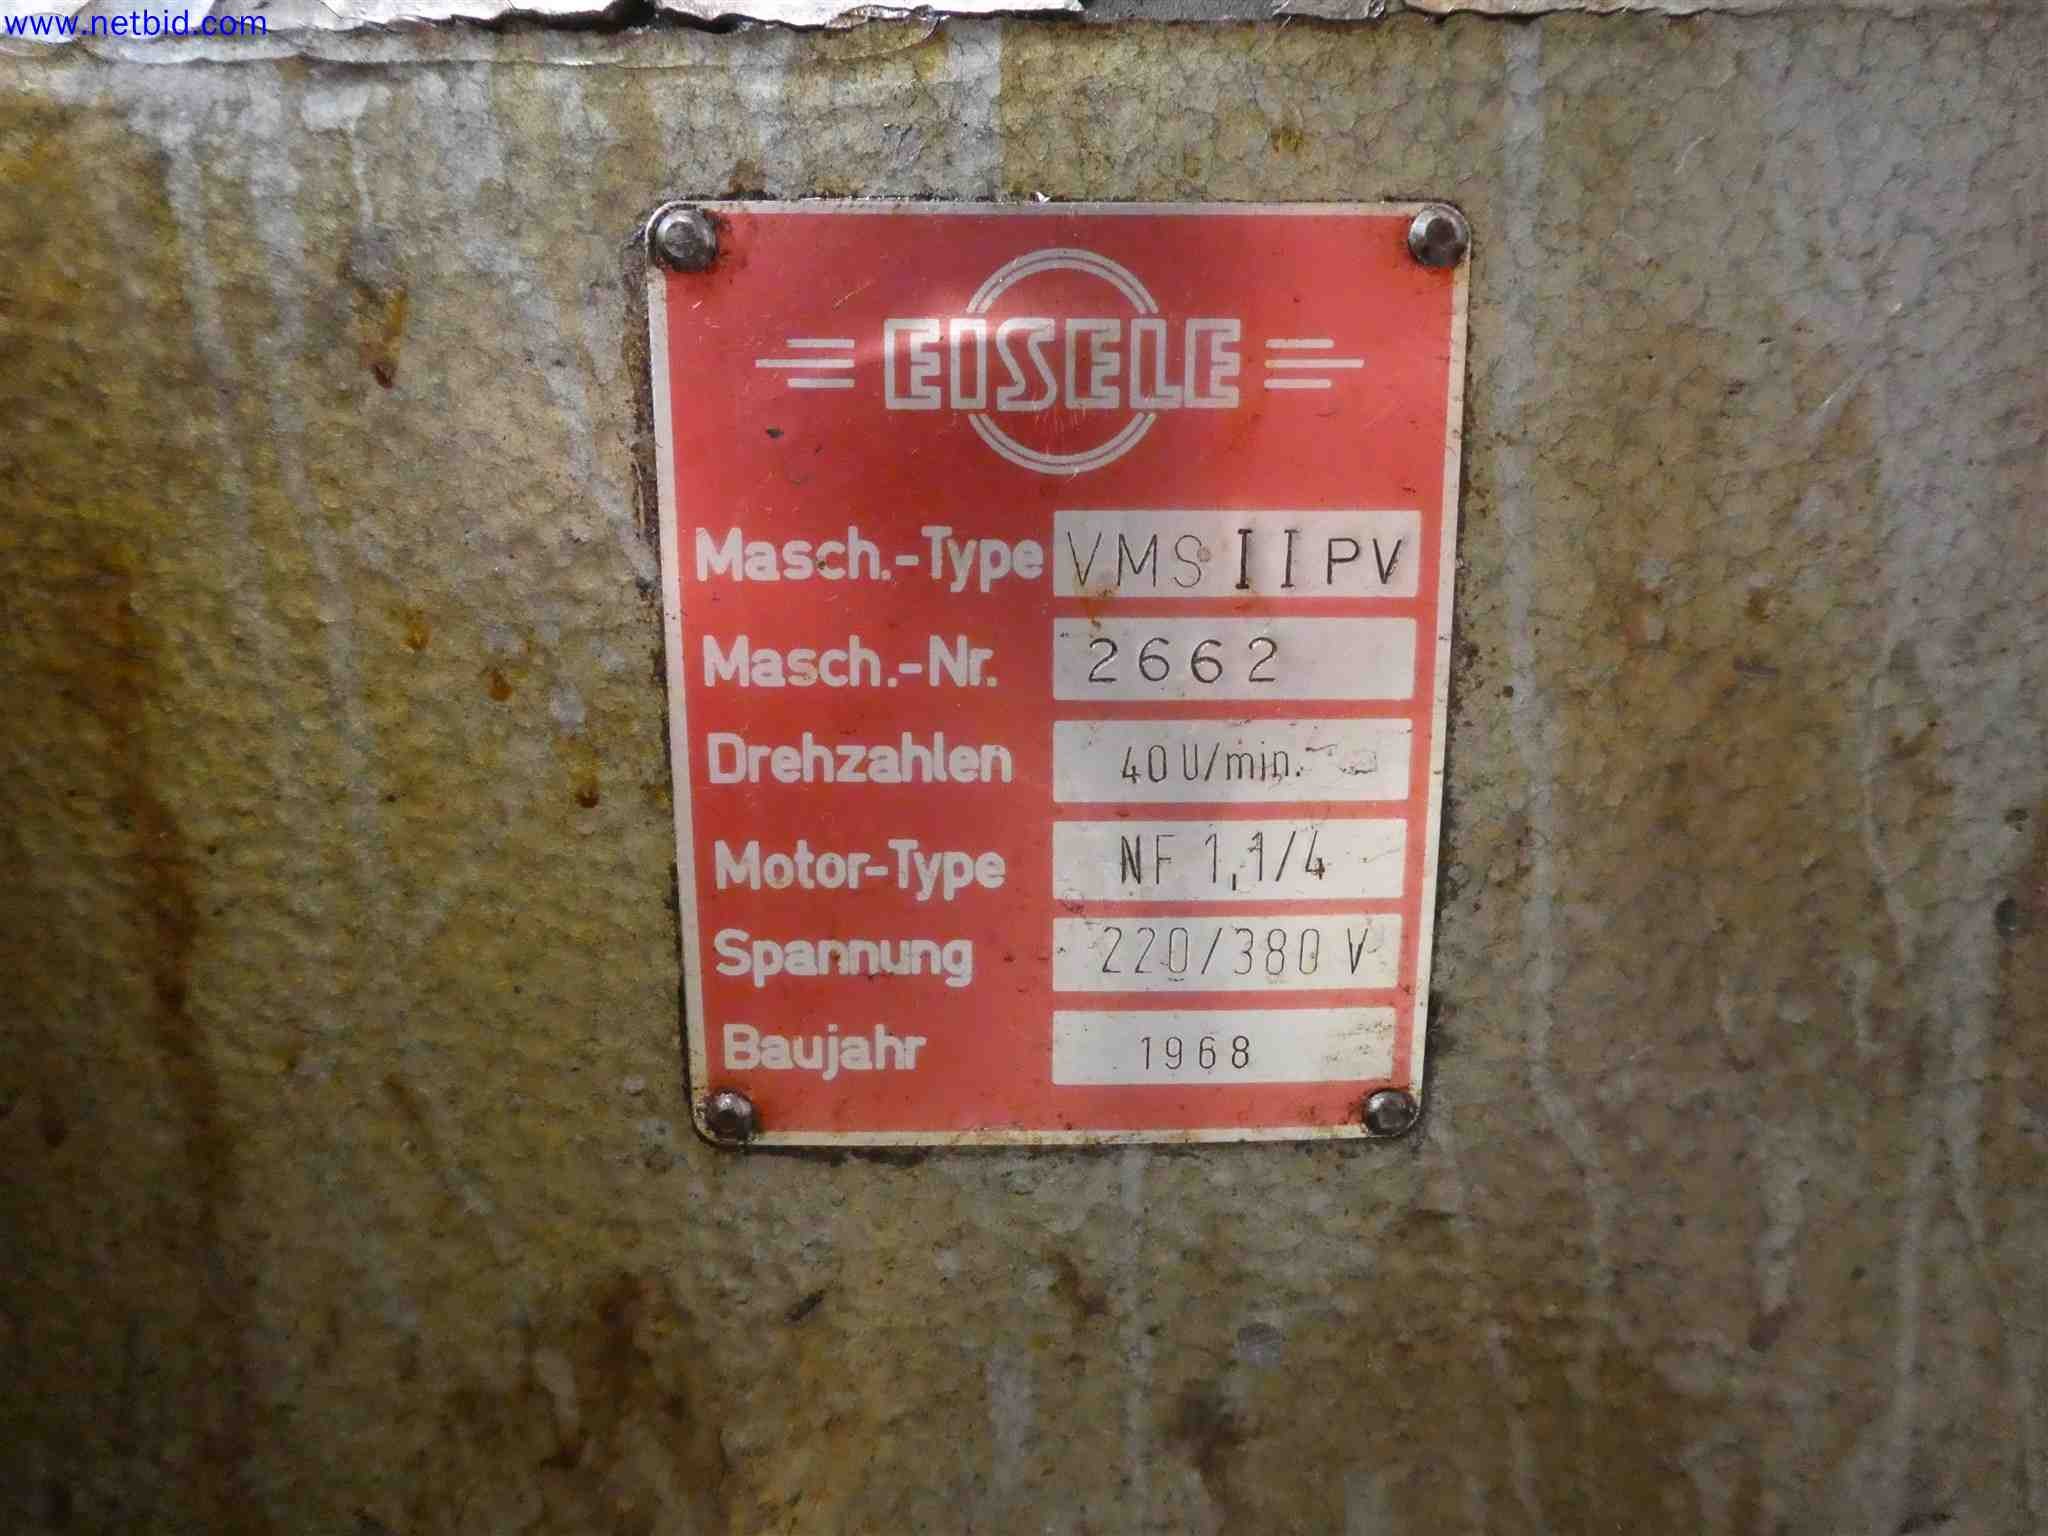 www.netbid.com
EISELE
Masch.-Type VMS II PV
Masch.-Nr. 2662
Drehzahlen 40 U/min.
Motor-Type NF 1,1/4
Spannung 220/380 V
Baujahr 1968